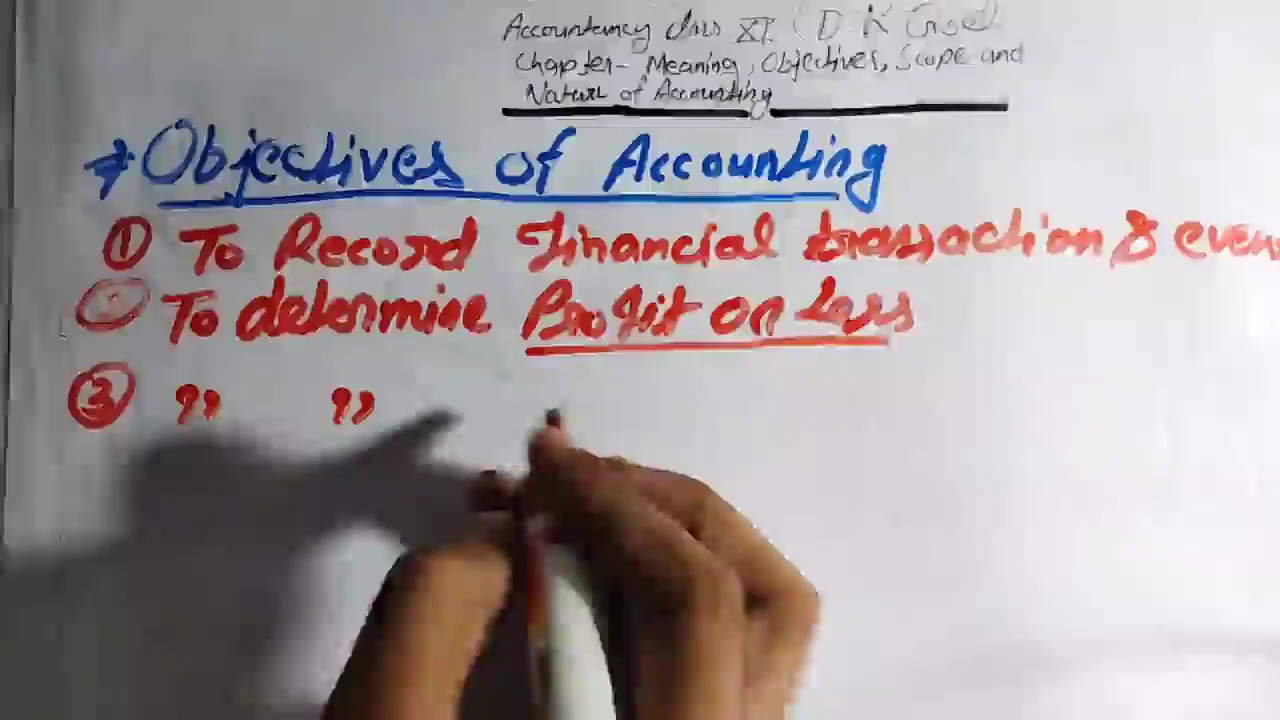 Accountancy class XI (D K Goel)
Chapter- Meaning, Objectives, Scope and
Nature of Accounting
* Objectives of Accounting
① To Record Financial transaction & even
② To determine Profit or Loss
③ " "